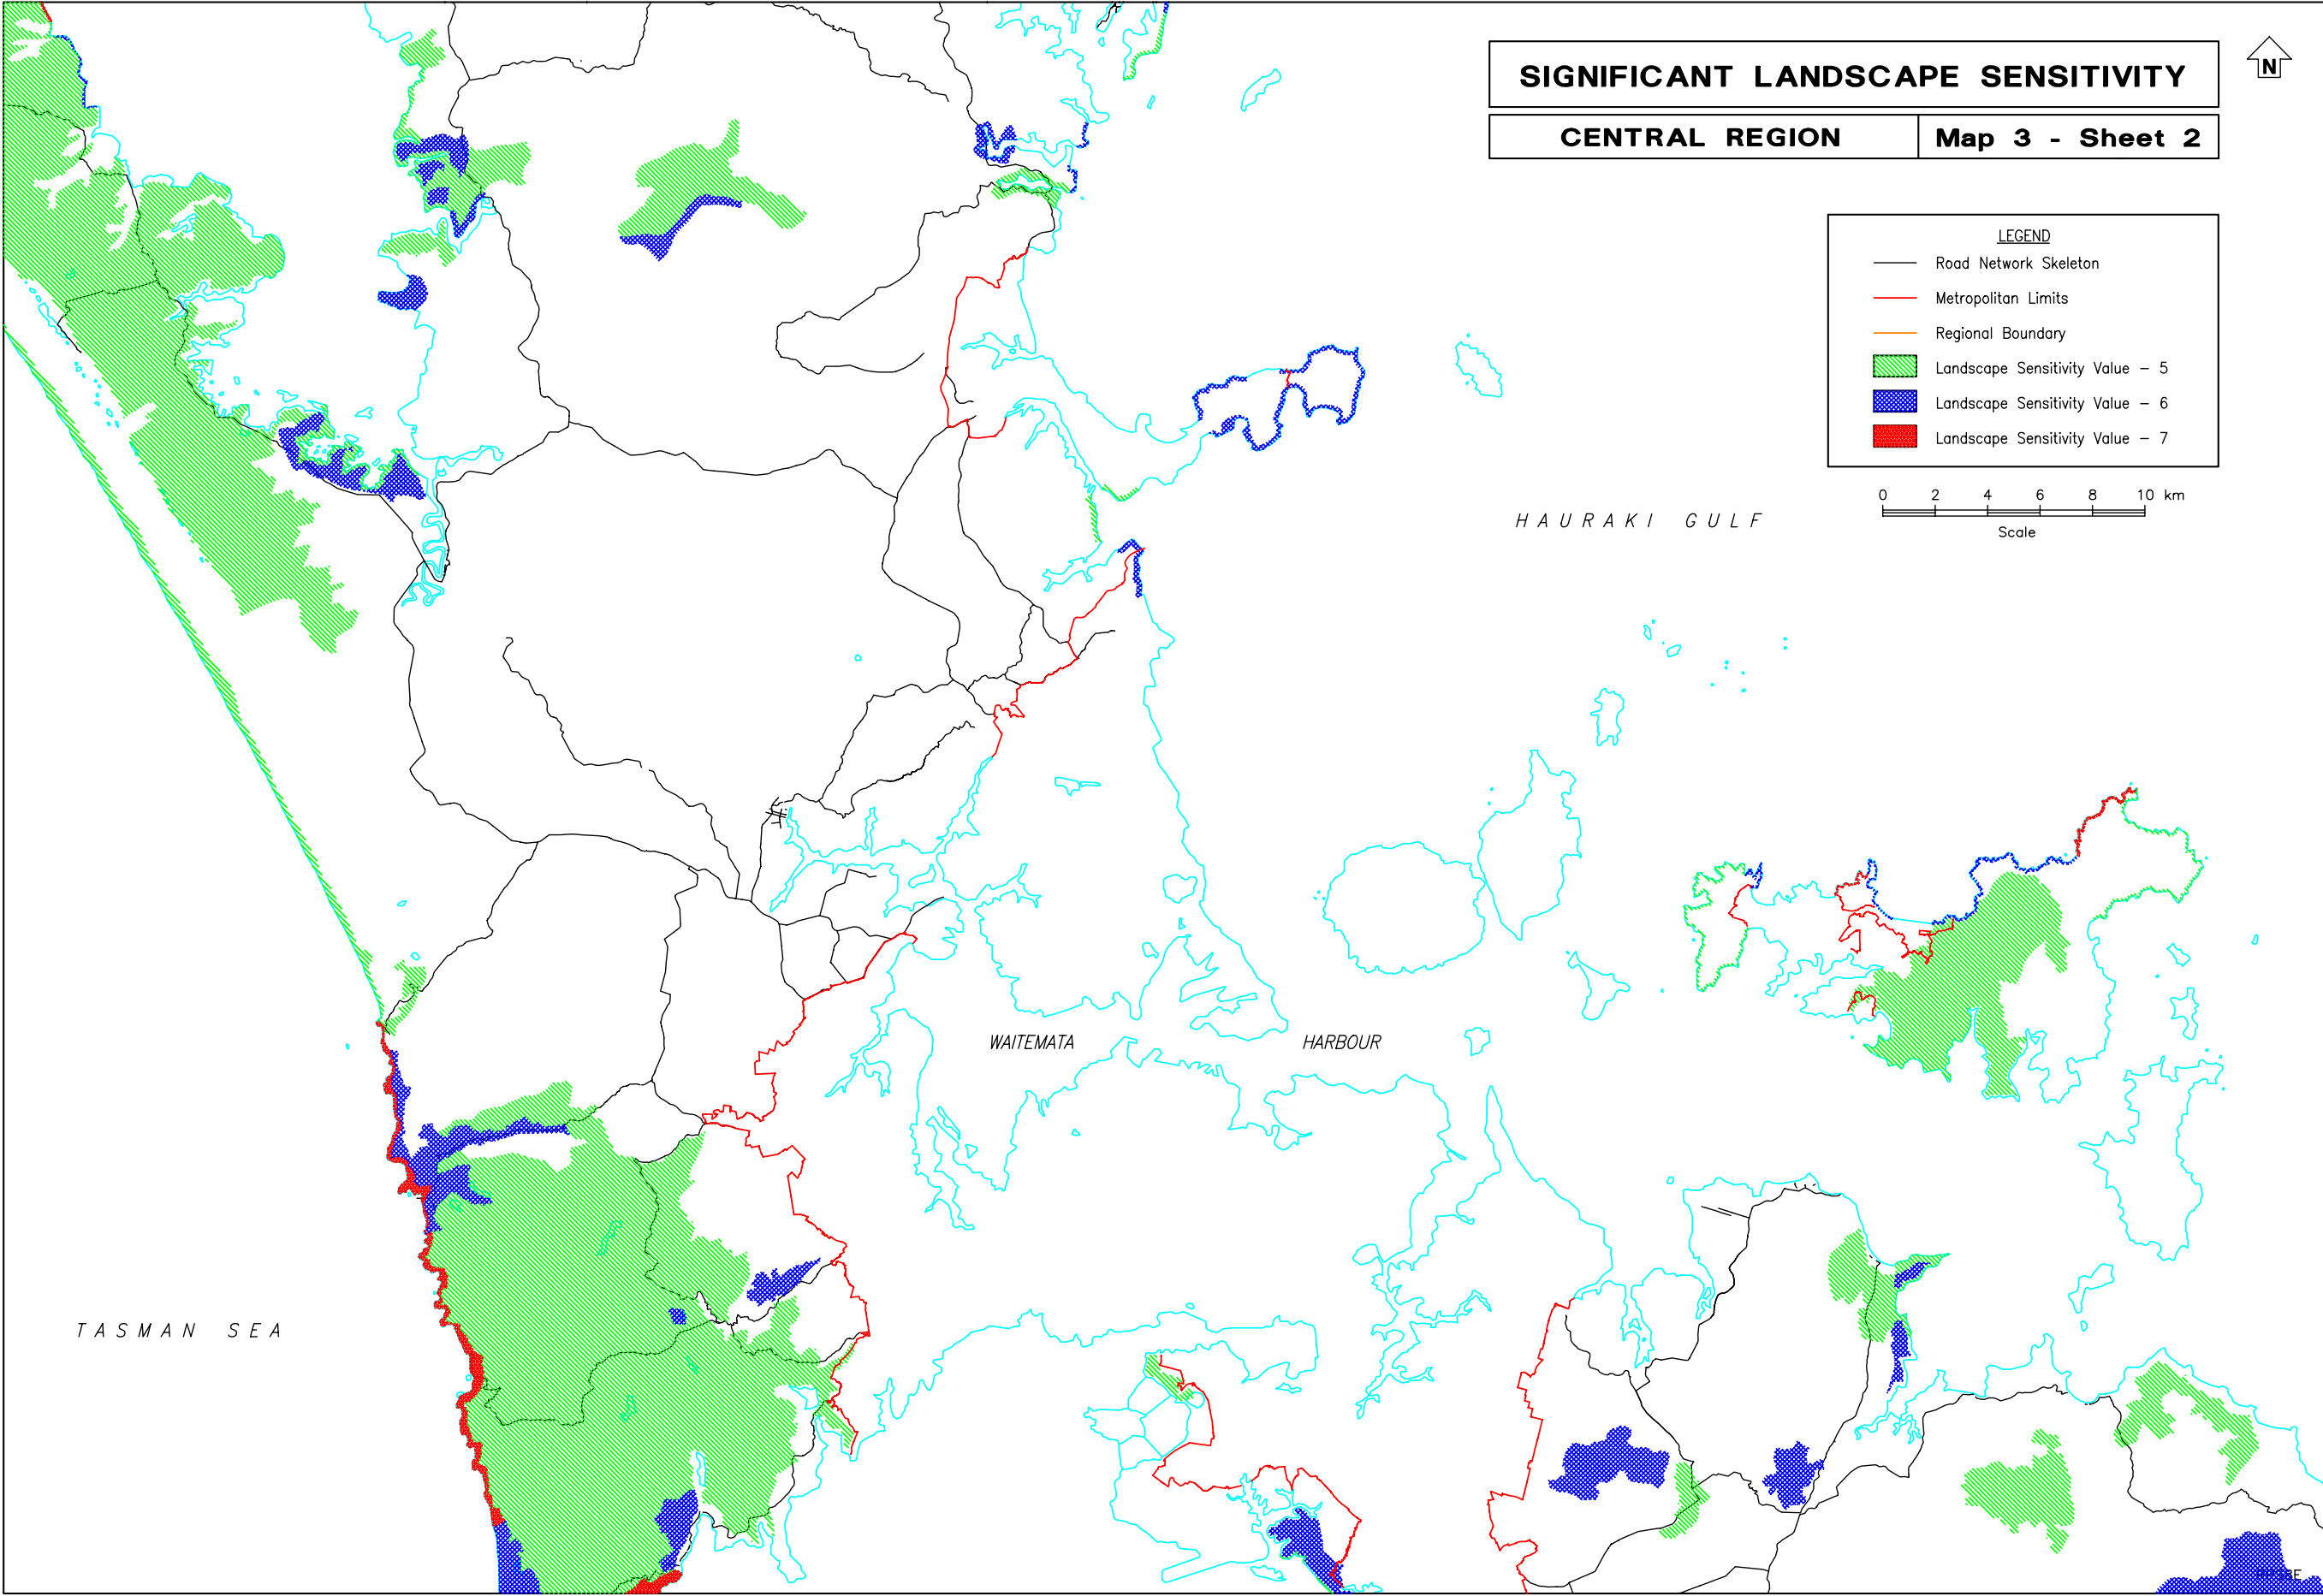 SIGNIFICANT LANDSCAPE SENSITIVITY
N
CENTRAL REGION
Map 3 - Sheet 2
LEGEND
Road Network Skeleton
Metropolitan Limits
Regional Boundary
Landscape Sensitivity Value - 5
Landscape Sensitivity Value - 6
Landscape Sensitivity Value - 7
0 2 4 6 8 10 km
Scale
HAURAKI GULF
WAITEMATA HARBOUR
TASMAN SEA